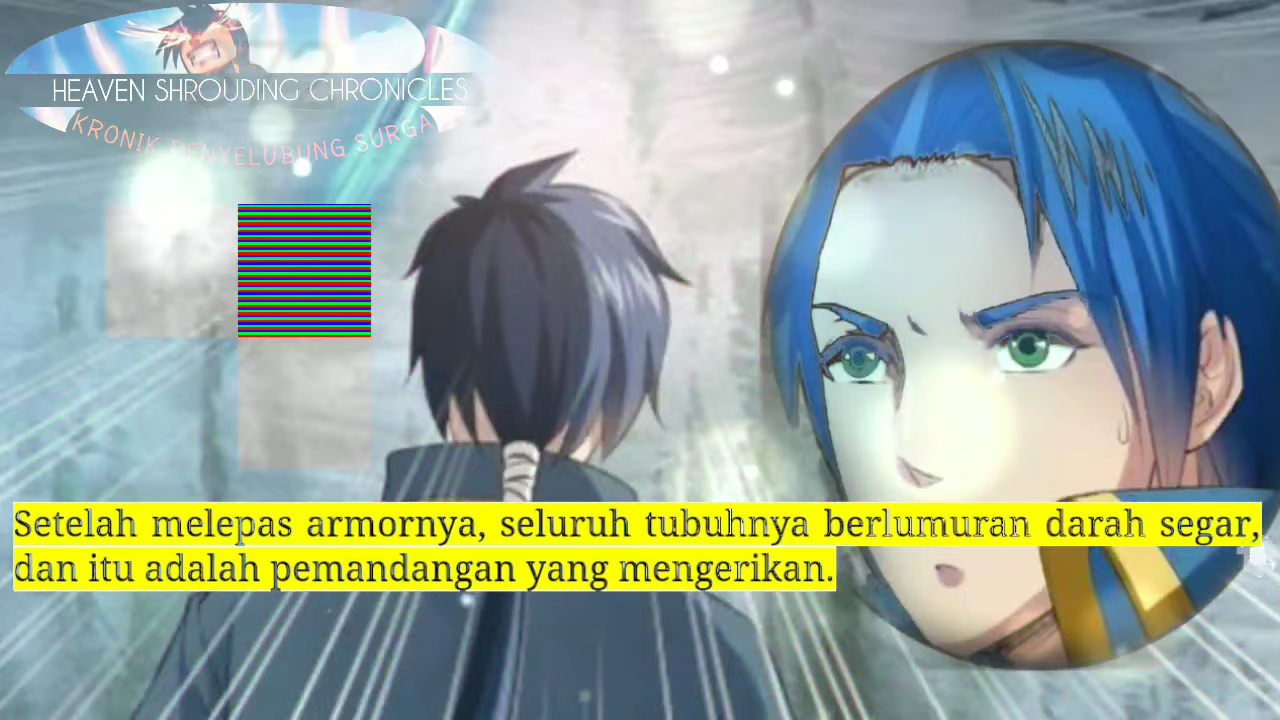 HEAVEN SHROUDING CHRONICLES
KRONIK PENYELUBUNG SURGA
Setelah melepas armornya, seluruh tubuhnya berlumuran darah segar,
dan itu adalah pemandangan yang mengerikan.